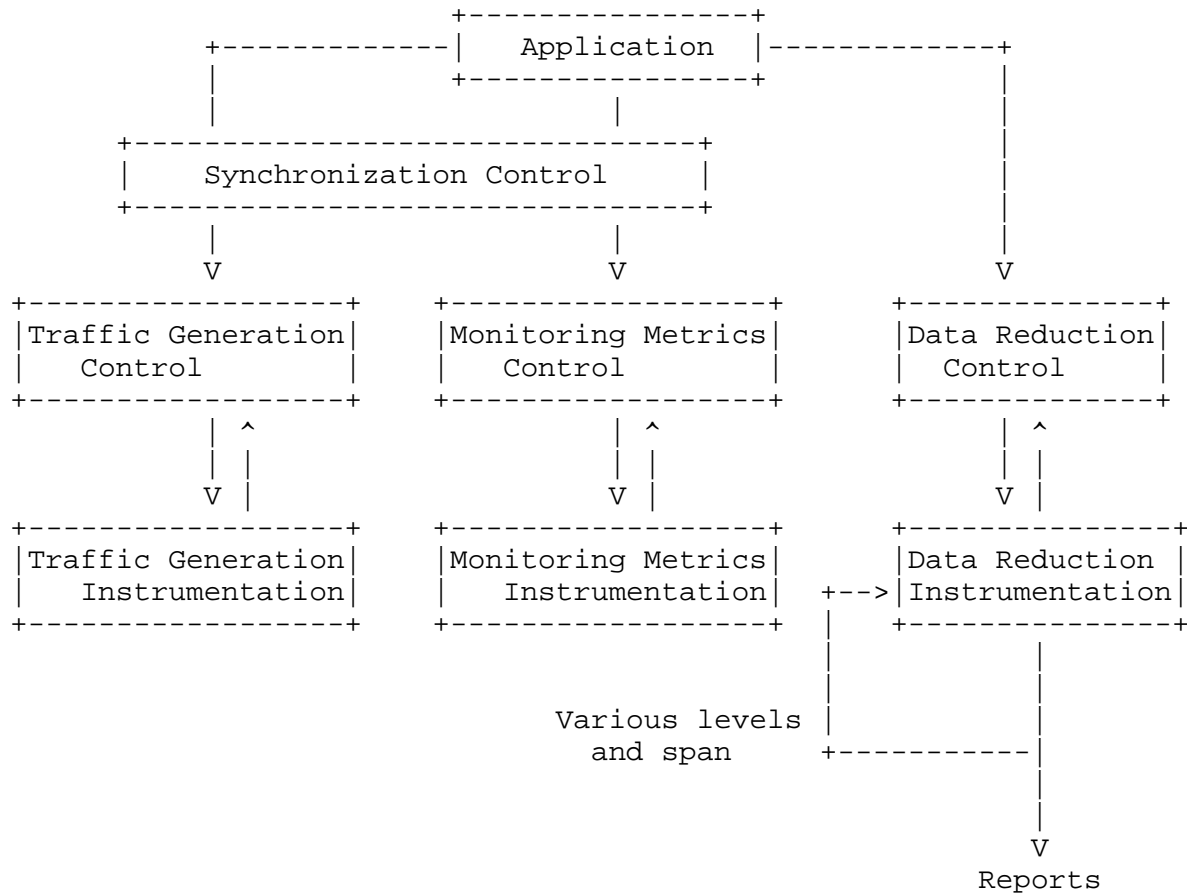 Application
Synchronization Control
Traffic Generation
Control
Monitoring Metrics
Control
Data Reduction
Control
Traffic Generation
Instrumentation
Monitoring Metrics
Instrumentation
Data Reduction
Instrumentation
Various levels
and span
Reports